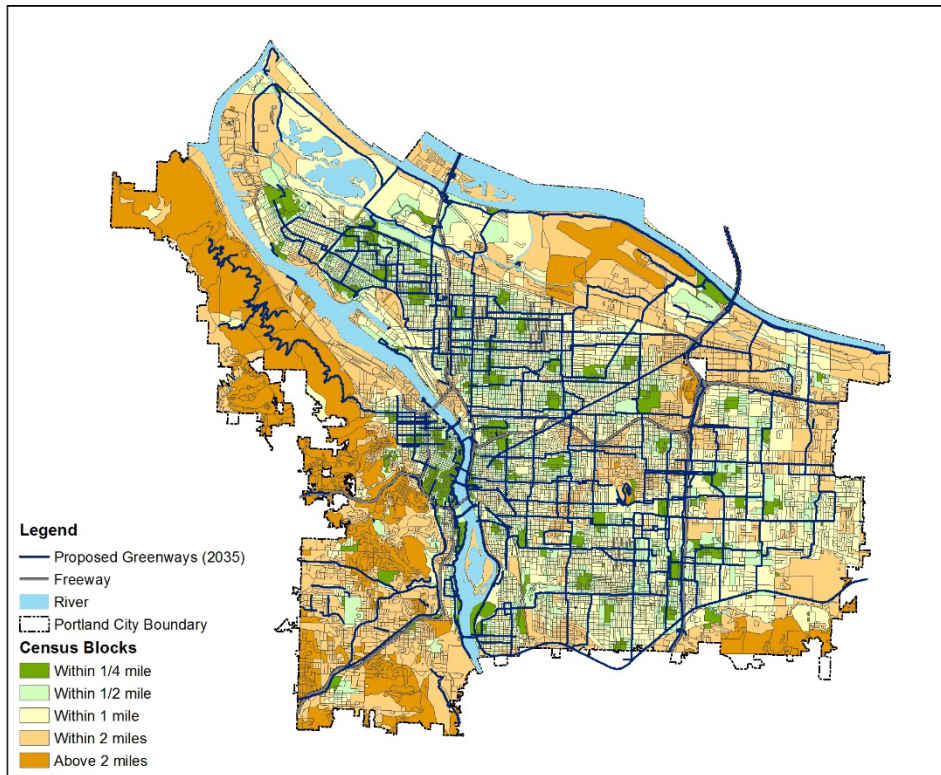 Legend
Proposed Greenways (2035)
Freeway
River
Portland City Boundary
Census Blocks
Within 1/4 mile
Within 1/2 mile
Within 1 mile
Within 2 miles
Above 2 miles